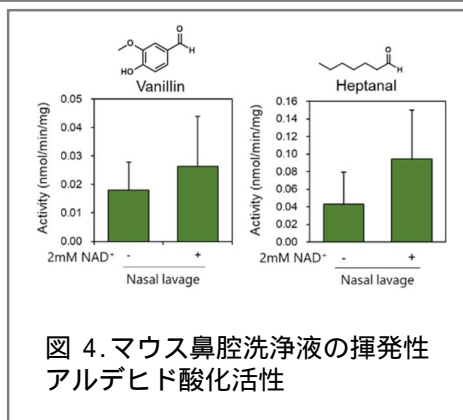 O
H
O
HO
Vanillin
Activity (nmol/min/mg)
0.05
0.04
0.03
0.02
0.01
0.00
2mM NAD⁺ - +
Nasal lavage
O
H
Heptanal
Activity (nmol/min/mg)
0.16
0.14
0.12
0.10
0.08
0.06
0.04
0.02
0.00
2mM NAD⁺ - +
Nasal lavage
図 4.マウス鼻腔洗浄液の揮発性
アルデヒド酸化活性